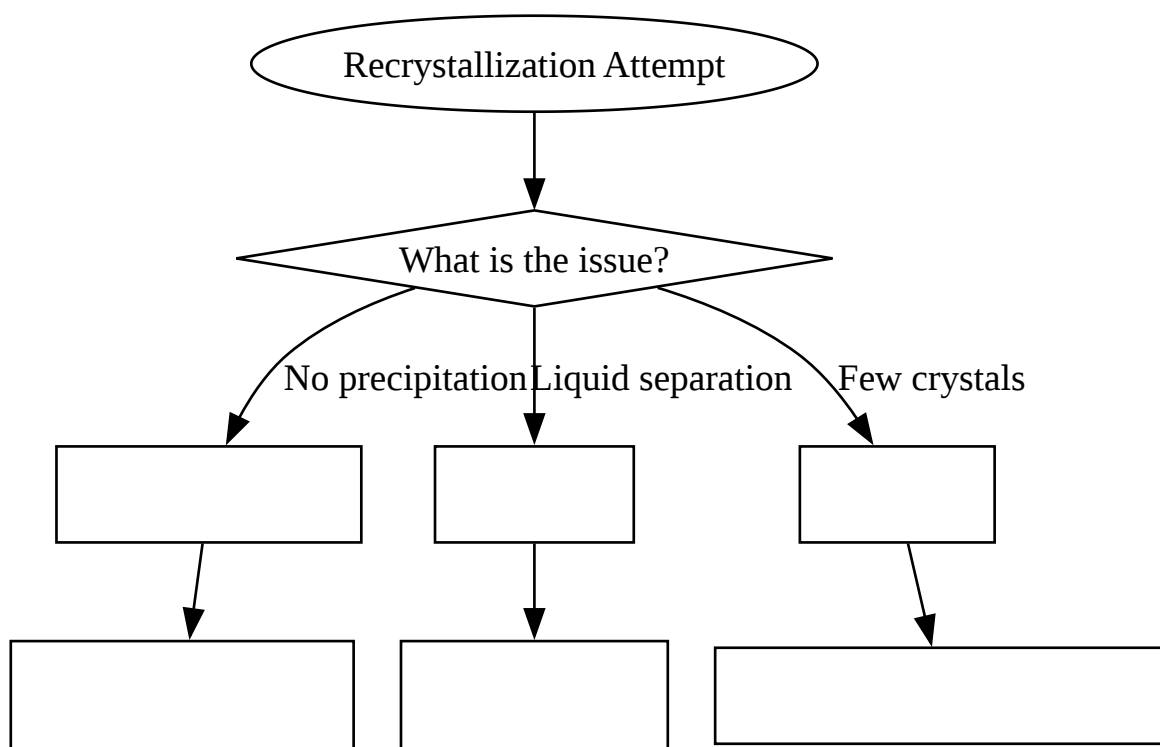 Recrystallization Attempt
What is the issue?
No precipitation
Liquid separation
Few crystals